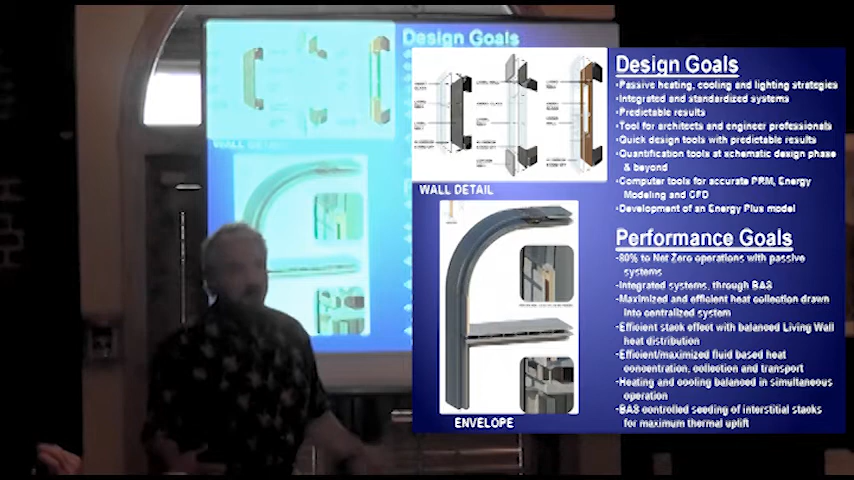 Design Goals
WALL DETAIL
ENVELOPE
Design Goals
•Passive heating, cooling and lighting strategies
•Integrated and standardized systems
•Predictable results
•Tool for architects and engineer professionals
•Quick design tools with predictable results
•Quantification tools at schematic design phase
& beyond
•Computer tools for accurate PRM, Energy
Modeling and CFD
•Development of an Energy Plus model
Performance Goals
•80% to Net Zero operations with passive
systems
•Integrated systems, through BAS
•Maximized and efficient heat collection drawn
into centralized system
•Efficient stack effect with balanced Living Wall
heat distribution
•Efficient/maximized fluid based heat
concentration, collection and transport
•Heating and cooling balanced in simultaneous
operation
•BAS controlled seeding of interstitial stacks
for maximum thermal uplift